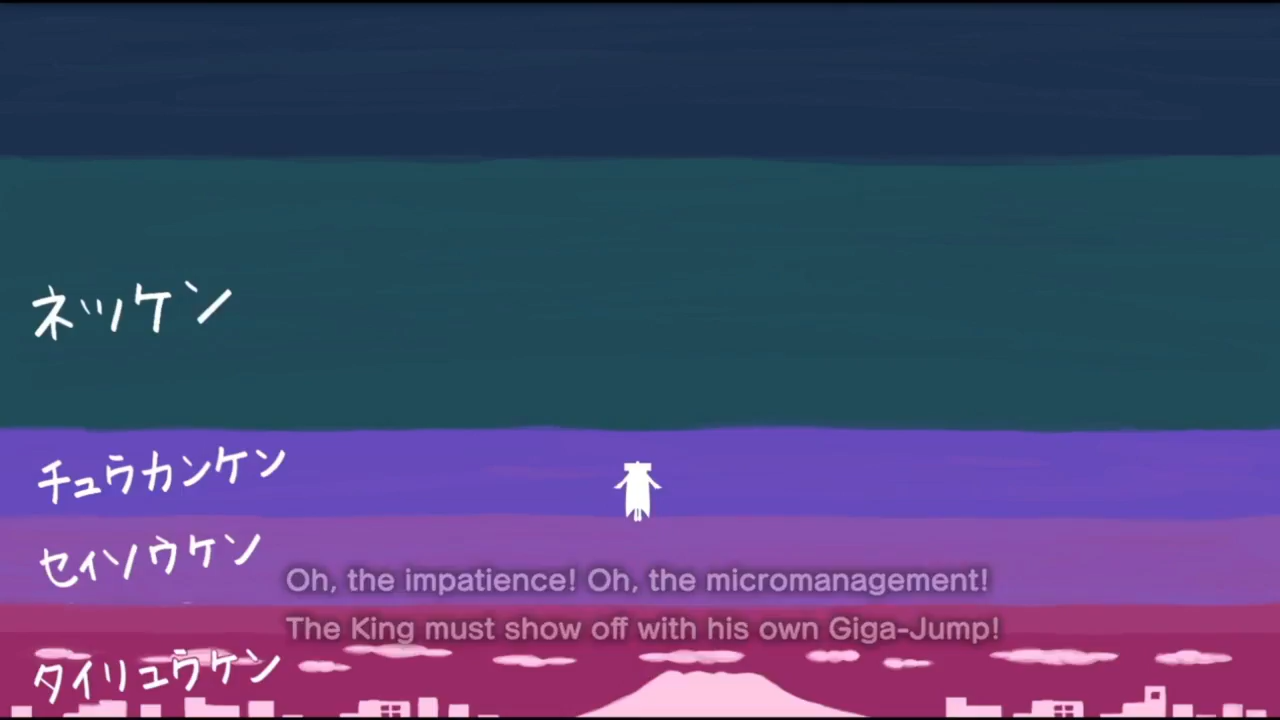 ネツケン
チュウカンケン
セイソウケン
Oh, the impatience! Oh, the micromanagement!
The King must show off with his own Giga-Jump!
タイリュウケン